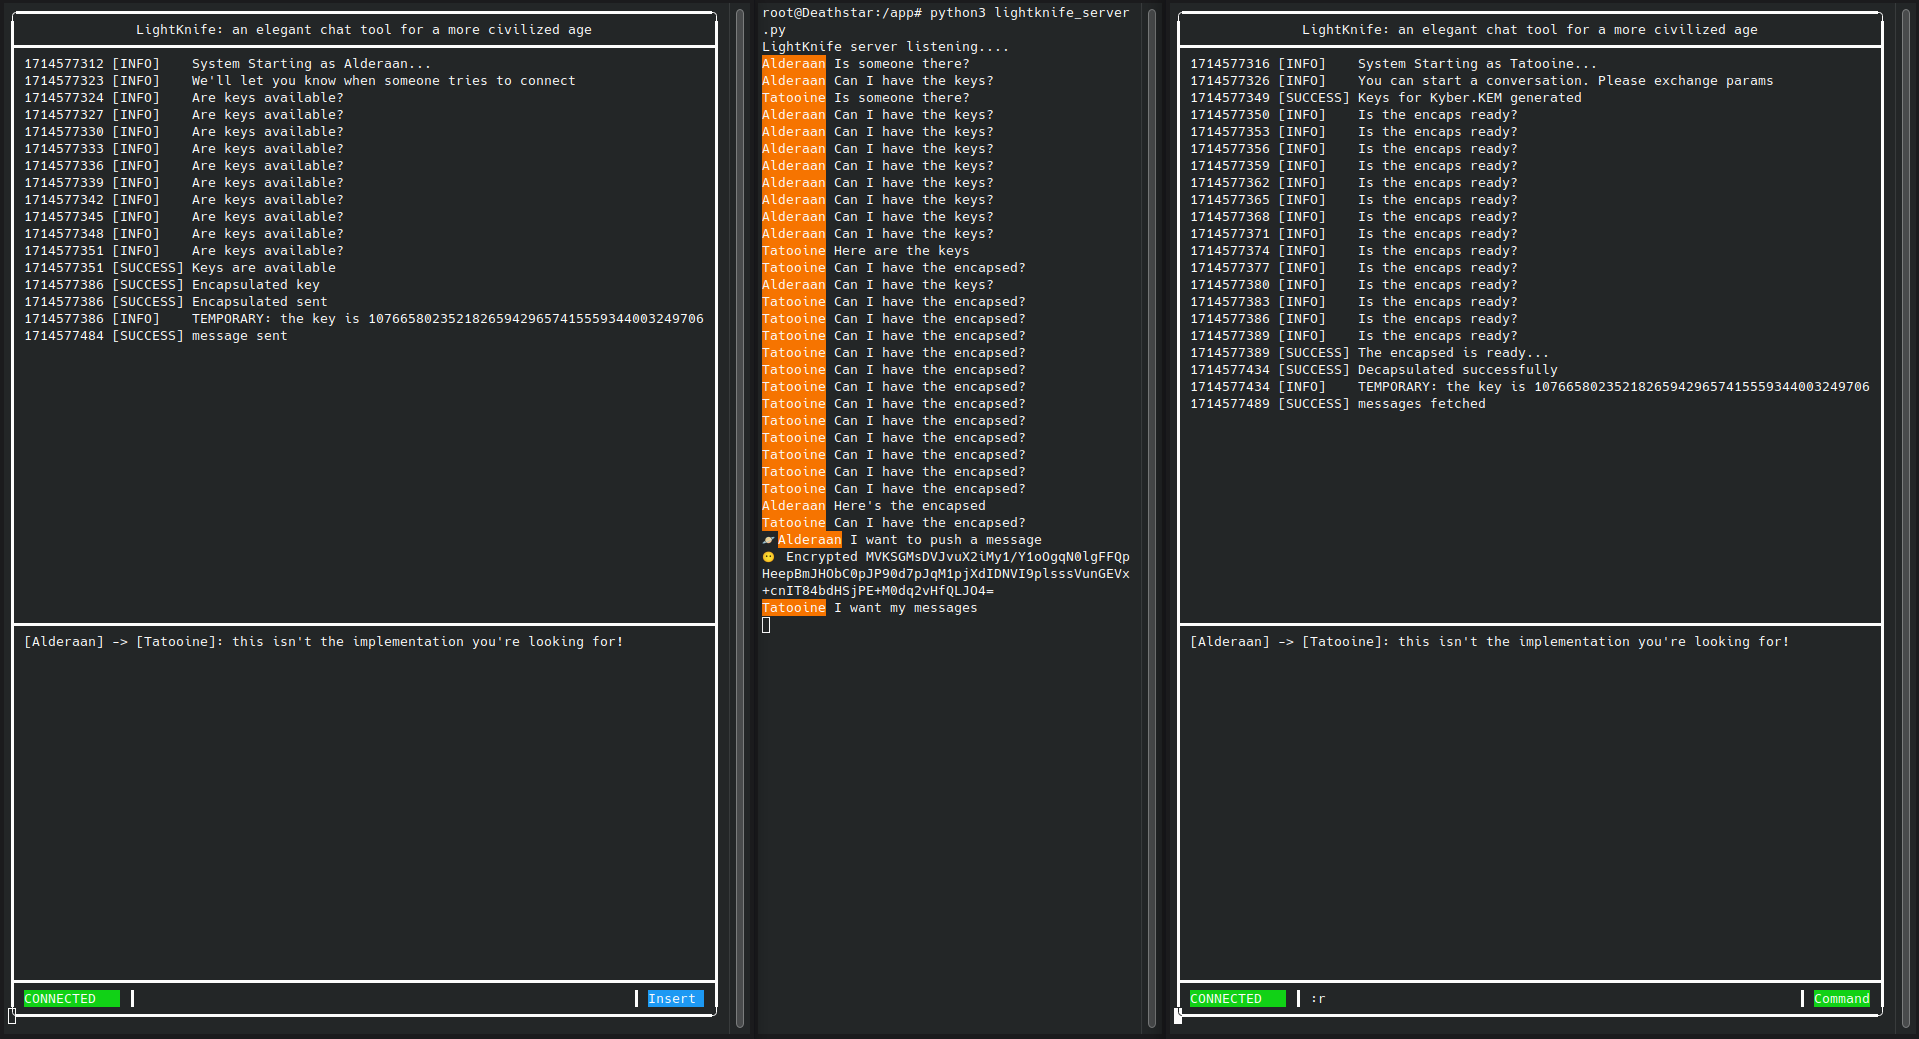 LightKnife: an elegant chat tool for a more civilized age
1714577312 [INFO]    System Starting as Alderaan...
1714577323 [INFO]    We'll let you know when someone tries to connect
1714577324 [INFO]    Are keys available?
1714577327 [INFO]    Are keys available?
1714577330 [INFO]    Are keys available?
1714577333 [INFO]    Are keys available?
1714577336 [INFO]    Are keys available?
1714577339 [INFO]    Are keys available?
1714577342 [INFO]    Are keys available?
1714577345 [INFO]    Are keys available?
1714577348 [INFO]    Are keys available?
1714577351 [INFO]    Are keys available?
1714577351 [SUCCESS] Keys are available
1714577386 [SUCCESS] Encapsulated key
1714577386 [SUCCESS] Encapsulated sent
1714577386 [INFO]    TEMPORARY: the key is 107665802352182659429657415559344003249706
1714577484 [SUCCESS] message sent
[Alderaan] -> [Tatooine]: this isn't the implementation you're looking for!
CONNECTED
Insert
root@Deathstar:/app# python3 lightknife_server
.py
LightKnife server listening....
Alderaan Is someone there?
Alderaan Can I have the keys?
Tatooine Is someone there?
Alderaan Can I have the keys?
Alderaan Can I have the keys?
Alderaan Can I have the keys?
Alderaan Can I have the keys?
Alderaan Can I have the keys?
Alderaan Can I have the keys?
Alderaan Can I have the keys?
Alderaan Can I have the keys?
Tatooine Here are the keys
Tatooine Can I have the encapsed?
Alderaan Can I have the keys?
Tatooine Can I have the encapsed?
Tatooine Can I have the encapsed?
Tatooine Can I have the encapsed?
Tatooine Can I have the encapsed?
Tatooine Can I have the encapsed?
Tatooine Can I have the encapsed?
Tatooine Can I have the encapsed?
Tatooine Can I have the encapsed?
Tatooine Can I have the encapsed?
Tatooine Can I have the encapsed?
Tatooine Can I have the encapsed?
Tatooine Can I have the encapsed?
Alderaan Here's the encapsed
Tatooine Can I have the encapsed?
🪐Alderaan I want to push a message
😶 Encrypted MVKSGMsDVJvuX2iMy1/Y1oOgqN0lgFFQp
HeepBmJHObC0pJP90d7pJqM1pjXdIDNVI9plsssVunGEVx
+cnIT84bdHSjPE+M0dq2vHfQLJO4=
Tatooine I want my messages
LightKnife: an elegant chat tool for a more civilized age
1714577316 [INFO]    System Starting as Tatooine...
1714577326 [INFO]    You can start a conversation. Please exchange params
1714577349 [SUCCESS] Keys for Kyber.KEM generated
1714577350 [INFO]    Is the encaps ready?
1714577353 [INFO]    Is the encaps ready?
1714577356 [INFO]    Is the encaps ready?
1714577359 [INFO]    Is the encaps ready?
1714577362 [INFO]    Is the encaps ready?
1714577365 [INFO]    Is the encaps ready?
1714577368 [INFO]    Is the encaps ready?
1714577371 [INFO]    Is the encaps ready?
1714577374 [INFO]    Is the encaps ready?
1714577377 [INFO]    Is the encaps ready?
1714577380 [INFO]    Is the encaps ready?
1714577383 [INFO]    Is the encaps ready?
1714577386 [INFO]    Is the encaps ready?
1714577389 [INFO]    Is the encaps ready?
1714577389 [SUCCESS] The encapsed is ready...
1714577434 [SUCCESS] Decapsulated successfully
1714577434 [INFO]    TEMPORARY: the key is 107665802352182659429657415559344003249706
1714577489 [SUCCESS] messages fetched
[Alderaan] -> [Tatooine]: this isn't the implementation you're looking for!
CONNECTED
:r
Command